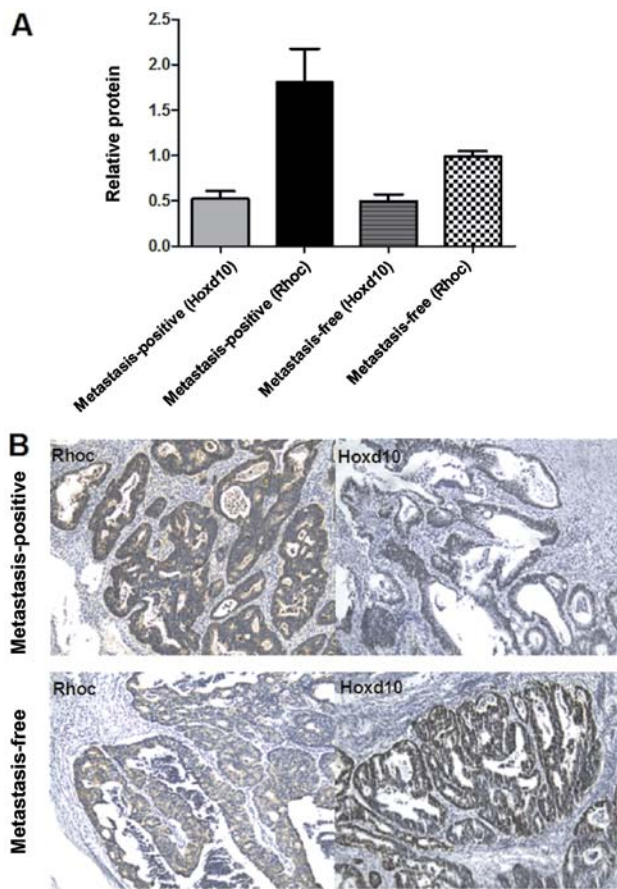 A
Relative protein
2.5
2.0
1.5
1.0
0.5
0.0
Metastasis-positive (Hoxd10)
Metastasis-positive (Rhoc)
Metastasis-free (Hoxd10)
Metastasis-free (Rhoc)
B
Metastasis-positive
Rhoc
Hoxd10
Metastasis-free
Rhoc
Hoxd10